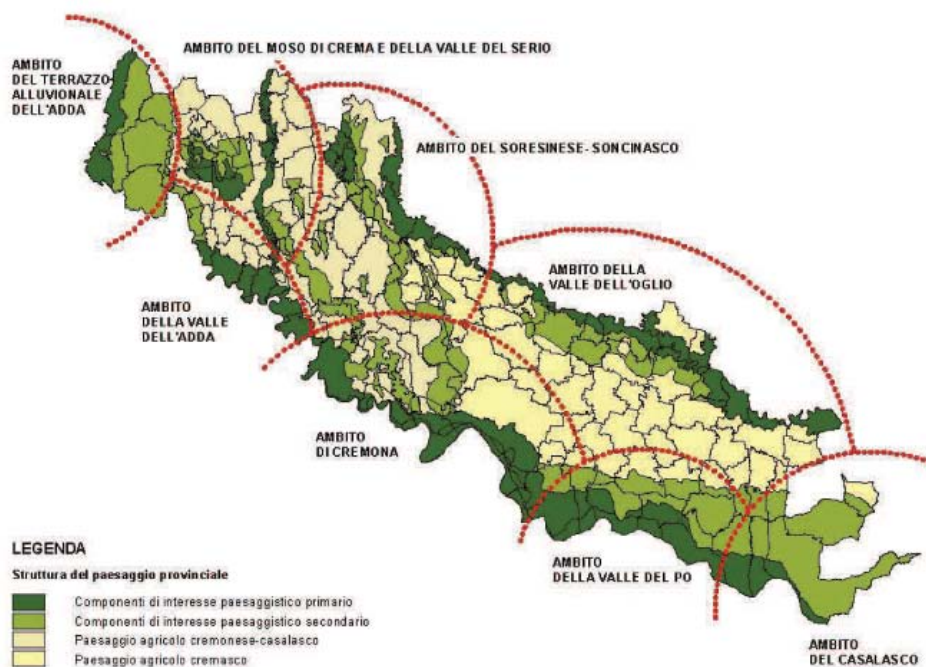 AMBITO
DEL TERRAZZO
ALLUVIONALE
DELL'ADDA
AMBITO DEL MOSO DI CREMA E DELLA VALLE DEL SERIO
AMBITO DEL SORESINESE- SONCINASCO
AMBITO DELLA
VALLE DELL'OGLIO
AMBITO
DELLA VALLE
DELL'ADDA
AMBITO
DI CREMONA
AMBITO
DELLA VALLE DEL PO
AMBITO
DEL CASALASCO
LEGENDA
Struttura del paesaggio provinciale
Componenti di interesse paesaggistico primario
Componenti di interesse paesaggistico secondario
Paesaggio agricolo cremonese-casalasco
Paesaggio agricolo cremasco